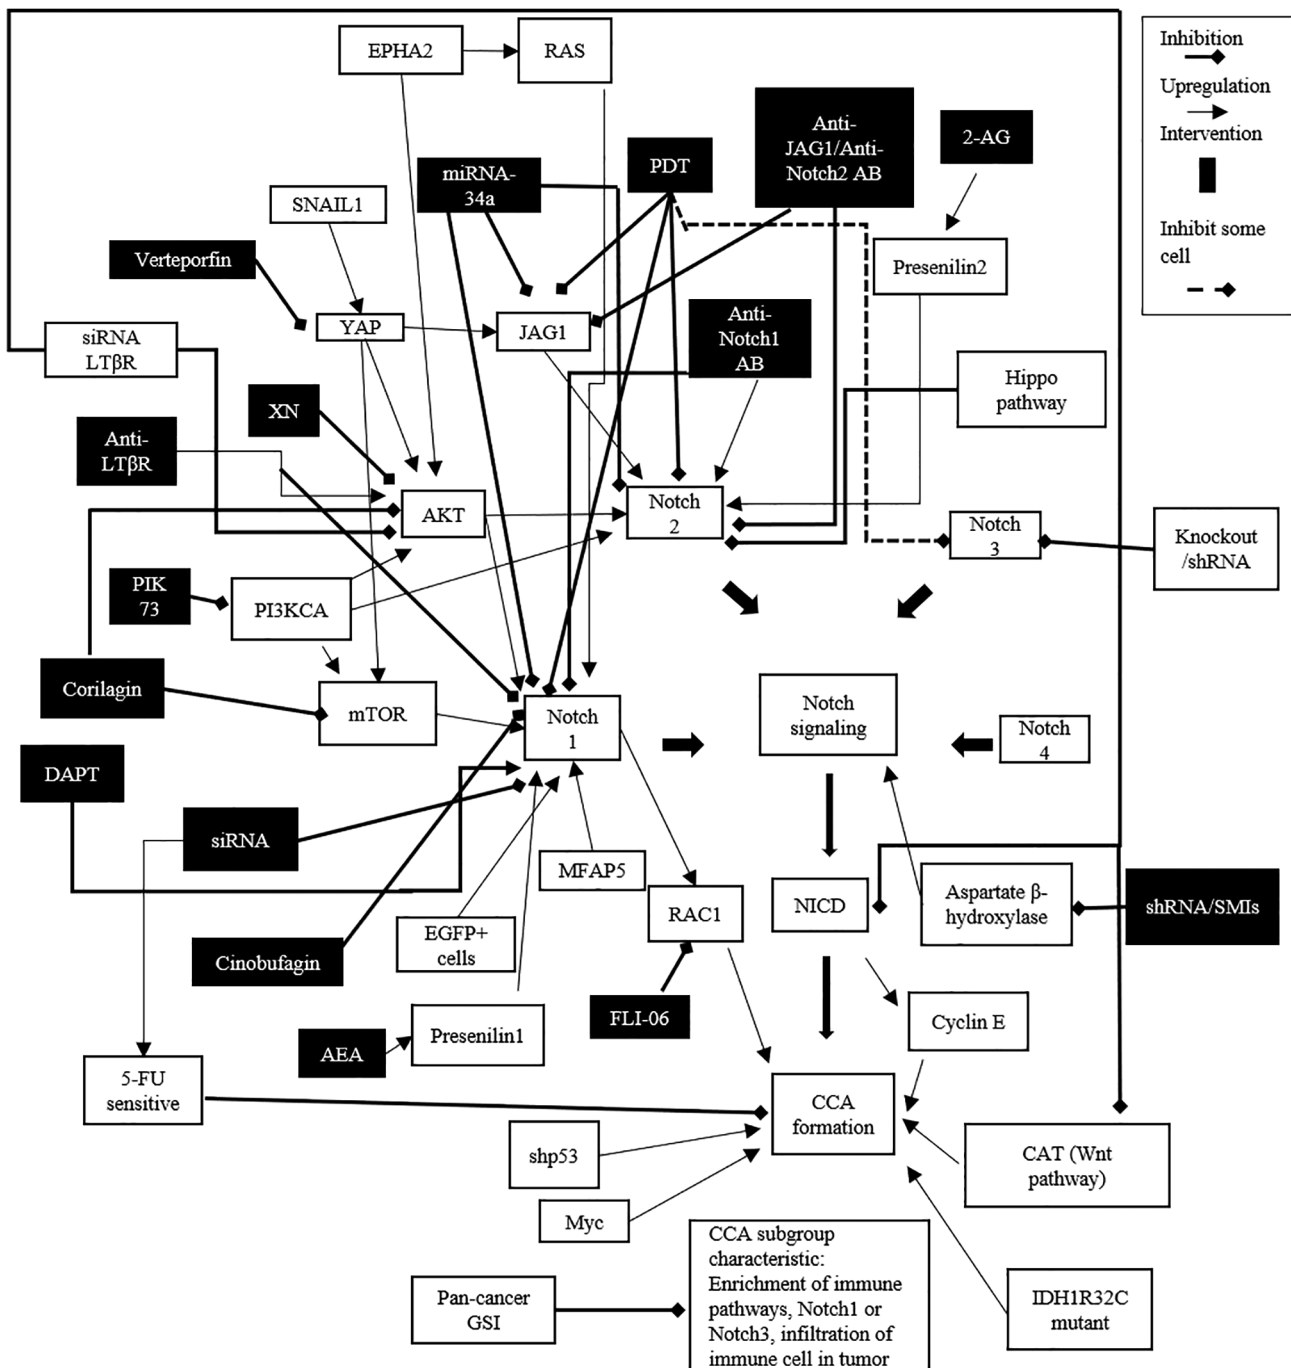 EPHA2
RAS
Inhibition
Upregulation
Intervention
Inhibit some
cell
Anti-
JAG1/Anti-
Notch2 AB
2-AG
PDT
miRNA-
34a
SNAIL1
Verteporfin
Presenilin2
YAP
JAG1
Anti-
Notch1
AB
siRNA
LTβR
Hippo
pathway
XN
Anti-
LTβR
AKT
Notch
2
Notch
3
Knockout
/shRNA
PIK
73
PI3KCA
Corilagin
mTOR
Notch
1
Notch
signaling
Notch
4
DAPT
siRNA
MFAP5
RAC1
NICD
Aspartate β-
hydroxylase
shRNA/SMIs
EGFP+
cells
Cinobufagin
FLI-06
Cyclin E
AEA
Presenilin1
5-FU
sensitive
CCA
formation
shp53
CAT (Wnt
pathway)
Myc
CCA subgroup
characteristic:
Enrichment of immune
pathways, Notch1 or
Notch3, infiltration of
immune cell in tumor
Pan-cancer
GSI
IDH1R32C
mutant